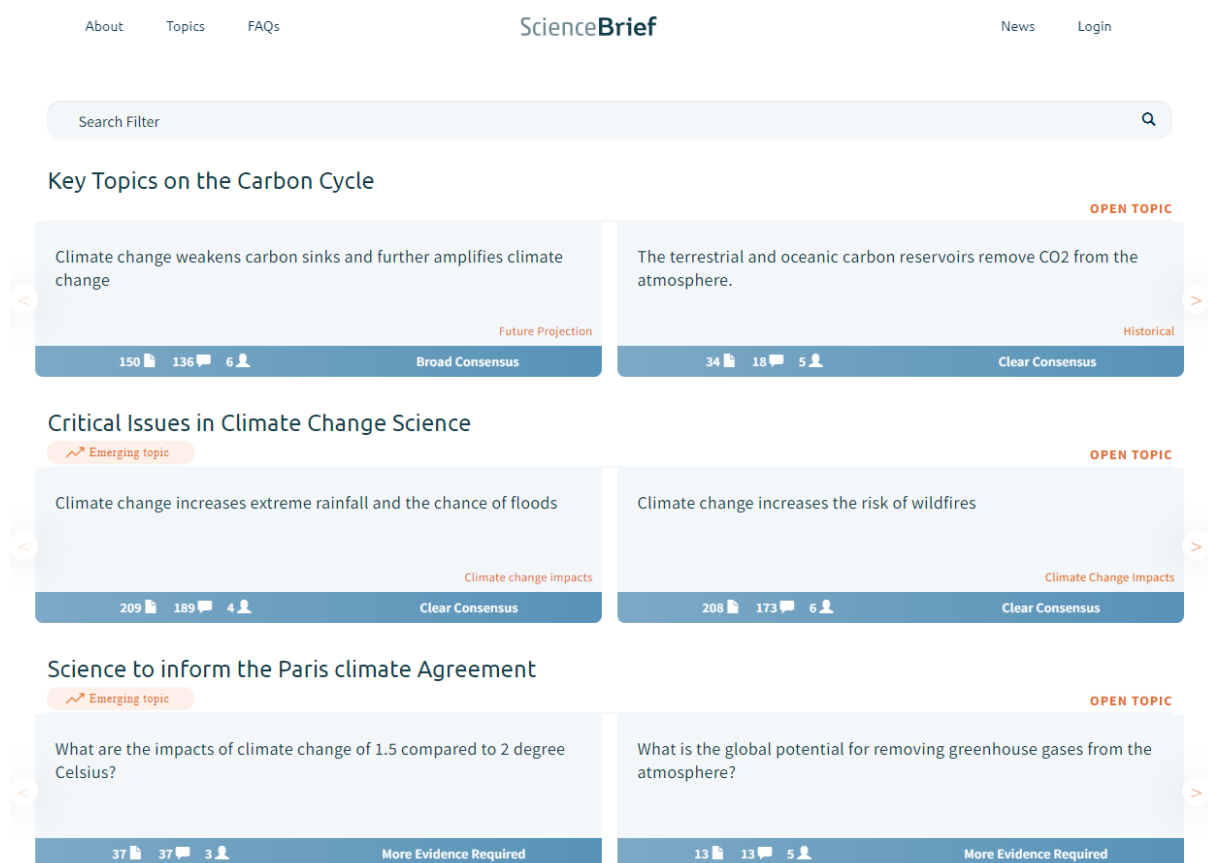 About Topics FAQs ScienceBrief News Login
Search Filter
Key Topics on the Carbon Cycle
OPEN TOPIC
Climate change weakens carbon sinks and further amplifies climate
change
Future Projection
150 136 6 Broad Consensus
The terrestrial and oceanic carbon reservoirs remove CO2 from the
atmosphere.
Historical
34 18 5 Clear Consensus
< >
Critical Issues in Climate Change Science
Emerging topic
OPEN TOPIC
Climate change increases extreme rainfall and the chance of floods
Climate change impacts
209 189 4 Clear Consensus
Climate change increases the risk of wildfires
Climate Change Impacts
208 173 6 Clear Consensus
< >
Science to inform the Paris climate Agreement
Emerging topic
OPEN TOPIC
What are the impacts of climate change of 1.5 compared to 2 degree
Celsius?
37 37 3 More Evidence Required
What is the global potential for removing greenhouse gases from the
atmosphere?
13 13 5 More Evidence Required
< >